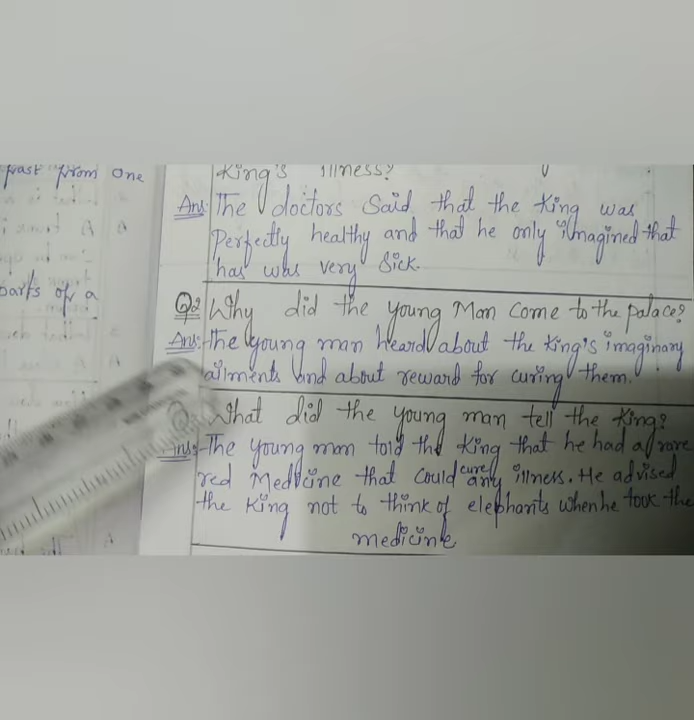 past from one
parts of a
King's illness?
Ans: The doctors said that the King was
Perfectly healthy and that he only imagined that
has was very Sick.
Q2 Why did the young Man come to the palace?
Ans:- The young man heard about the King's imaginary
ailments and about reward for curing them.
What did the young man tell the King?
Ans:- The young man told the King that he had a rare
red Medicine that could cure any illness. He advised
the King not to think of elephants when he took the
medicine